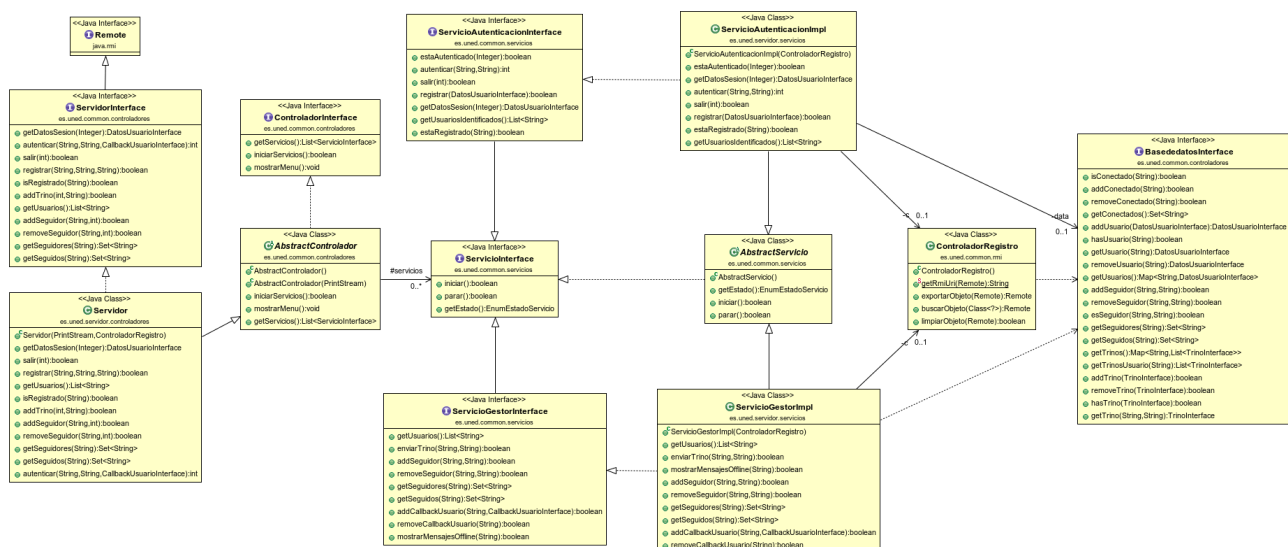 <<Java Interface>>
Remote
java.rmi
<<Java Interface>>
ServidorInterface
es.uned.common.controladores
getDatosSesion(Integer):DatosUsuarioInterface
autenticar(String,String,CallbackUsuarioInterface):int
salir(int):boolean
registrar(String,String,String):boolean
isRegistrado(String):boolean
addTrino(int,String):boolean
getUsuarios():List<String>
addSeguidor(String,int):boolean
removeSeguidor(String,int):boolean
getSeguidores(String):Set<String>
getSeguidos(String):Set<String>
<<Java Class>>
Servidor
es.uned.servidor.controladores
Servidor(PrintStream,ControladorRegistro)
getDatosSesion(Integer):DatosUsuarioInterface
salir(int):boolean
registrar(String,String,String):boolean
getUsuarios():List<String>
isRegistrado(String):boolean
addTrino(int,String):boolean
addSeguidor(String,int):boolean
removeSeguidor(String,int):boolean
getSeguidores(String):Set<String>
getSeguidos(String):Set<String>
autenticar(String,String,CallbackUsuarioInterface):int
<<Java Interface>>
ControladorInterface
es.uned.common.controladores
getServicios():List<ServicioInterface>
iniciarServicios():boolean
mostrarMenu():void
<<Java Class>>
AbstractControlador
es.uned.common.controladores
AbstractControlador()
AbstractControlador(PrintStream)
iniciarServicios():boolean
mostrarMenu():void
getServicios():List<ServicioInterface>
#servicios
0..*
<<Java Interface>>
ServicioAutenticacionInterface
es.uned.common.servicios
estaAutenticado(Integer):boolean
autenticar(String,String):int
salir(int):boolean
registrar(DatosUsuarioInterface):boolean
getDatosSesion(Integer):DatosUsuarioInterface
getUsuariosIdentificados():List<String>
estaRegistrado(String):boolean
<<Java Interface>>
ServicioInterface
es.uned.common.servicios
iniciar():boolean
parar():boolean
getEstado():EnumEstadoServicio
<<Java Interface>>
ServicioGestorInterface
es.uned.common.servicios
getUsuarios():List<String>
enviarTrino(String,String):boolean
addSeguidor(String,String):boolean
removeSeguidor(String,String):boolean
getSeguidores(String):Set<String>
getSeguidos(String):Set<String>
addCallbackUsuario(String,CallbackUsuarioInterface):boolean
removeCallbackUsuario(String):boolean
mostrarMensajesOffline(String):boolean
<<Java Class>>
ServicioAutenticacionImpl
es.uned.servidor.servicios
ServicioAutenticacionImpl(ControladorRegistro)
estaAutenticado(Integer):boolean
getDatosSesion(Integer):DatosUsuarioInterface
autenticar(String,String):int
salir(int):boolean
registrar(DatosUsuarioInterface):boolean
estaRegistrado(String):boolean
getUsuariosIdentificados():List<String>
<<Java Class>>
AbstractServicio
es.uned.common.servicios
AbstractServicio()
getEstado():EnumEstadoServicio
iniciar():boolean
parar():boolean
<<Java Class>>
ServicioGestorImpl
es.uned.servidor.servicios
ServicioGestorImpl(ControladorRegistro)
getUsuarios():List<String>
enviarTrino(String,String):boolean
mostrarMensajesOffline(String):boolean
addSeguidor(String,String):boolean
removeSeguidor(String,String):boolean
getSeguidores(String):Set<String>
getSeguidos(String):Set<String>
addCallbackUsuario(String,CallbackUsuarioInterface):boolean
removeCallbackUsuario(String):boolean
-c 0..1
<<Java Class>>
ControladorRegistro
es.uned.common.rmi
ControladorRegistro()
getRmiUri(Remote):String
exportarObjeto(Remote):Remote
buscarObjeto(Class<?>):Remote
limpiarObjeto(Remote):boolean
-c 0..1
-data
0..1
<<Java Interface>>
BasededatosInterface
es.uned.common.controladores
isConectado(String):boolean
addConectado(String):boolean
removeConectado(String):boolean
getConectados():Set<String>
addUsuario(DatosUsuarioInterface):DatosUsuarioInterface
hasUsuario(String):boolean
getUsuario(String):DatosUsuarioInterface
removeUsuario(String):DatosUsuarioInterface
getUsuarios():Map<String,DatosUsuarioInterface>
addSeguidor(String,String):boolean
removeSeguidor(String,String):boolean
esSeguidor(String,String):boolean
getSeguidores(String):Set<String>
getSeguidos(String):Set<String>
getTrinos():Map<String,List<TrinoInterface>>
getTrinosUsuario(String):List<TrinoInterface>
addTrino(TrinoInterface):boolean
removeTrino(TrinoInterface):boolean
hasTrino(TrinoInterface):boolean
getTrino(String,String):TrinoInterface